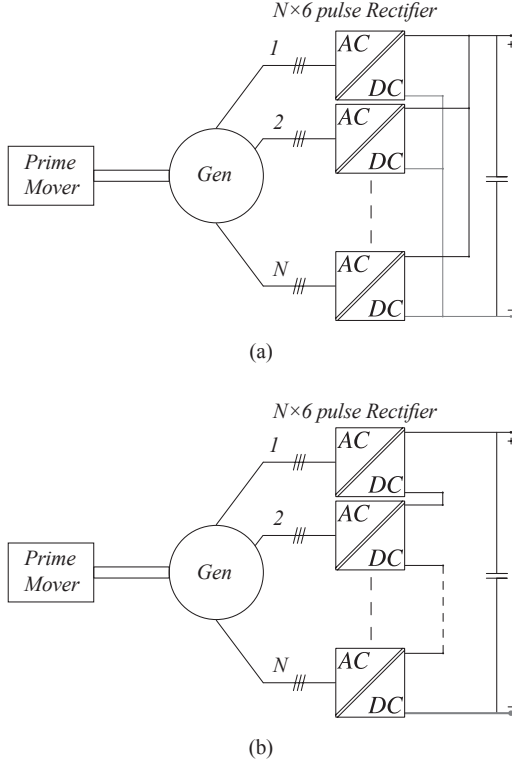 N×6 pulse Rectifier
1
AC
DC
2
AC
DC
Prime
Mover
Gen
N
AC
DC
+
-
(a)
N×6 pulse Rectifier
1
AC
DC
2
AC
DC
Prime
Mover
Gen
N
AC
DC
+
-
(b)